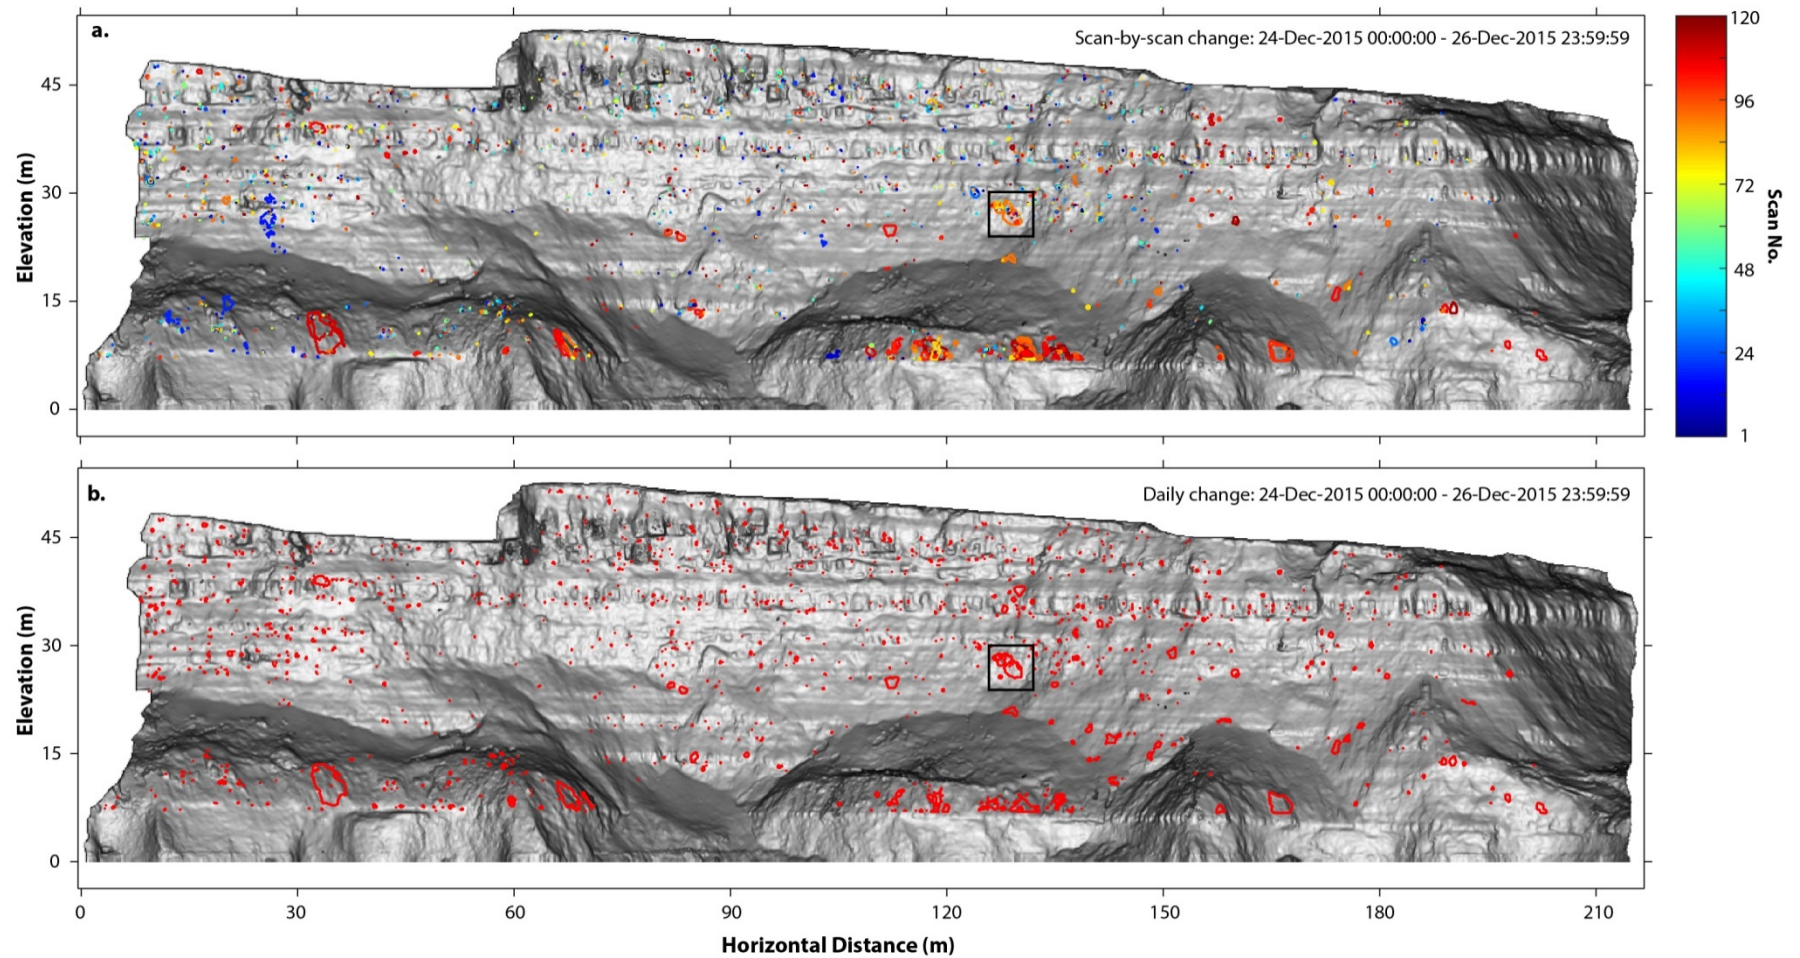 a.
Scan-by-scan change: 24-Dec-2015 00:00:00 - 26-Dec-2015 23:59:59
45
30
15
0
Elevation (m)
120
96
72
48
24
1
Scan No.
b.
Daily change: 24-Dec-2015 00:00:00 - 26-Dec-2015 23:59:59
45
30
15
0
Elevation (m)
0 30 60 90 120 150 180 210
Horizontal Distance (m)